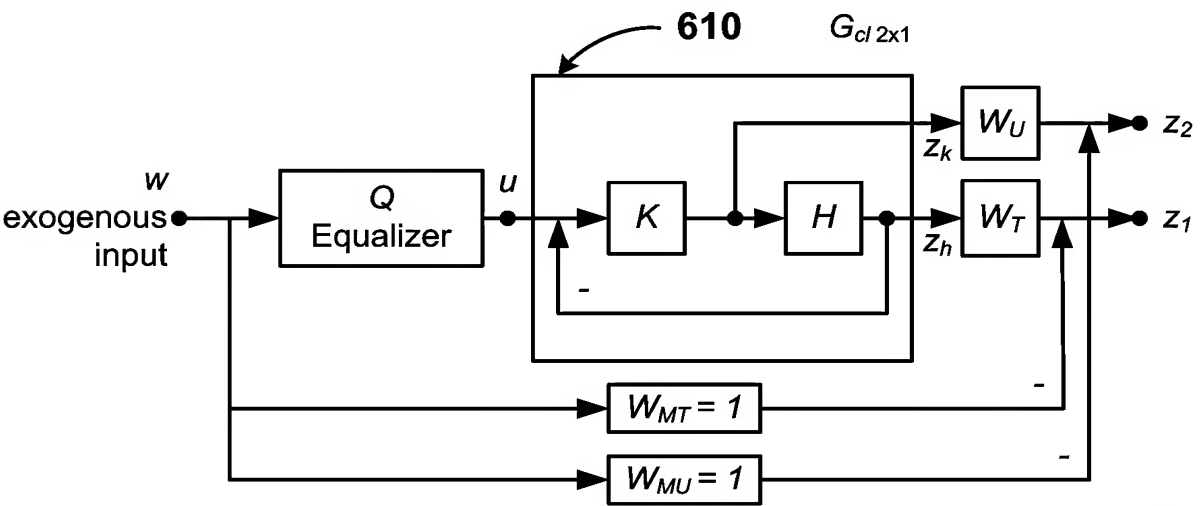 610
G_cl 2x1
W_U
z_2
z_k
w
exogenous
input
Q
Equalizer
u
K
H
W_T
z_1
z_h
-
W_MT = 1
-
W_MU = 1
-